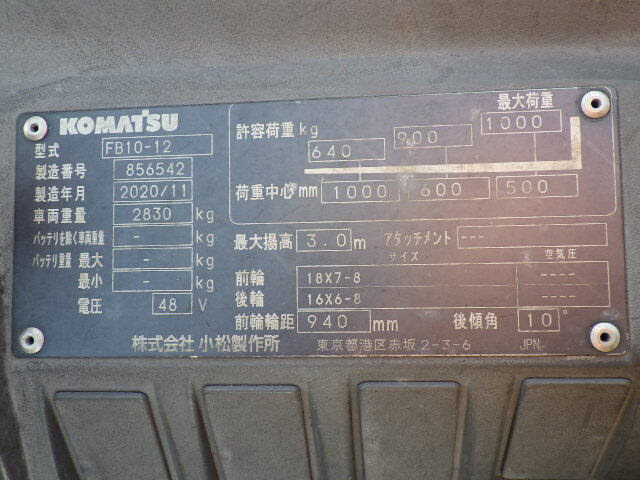 KOMATSU
型式 FB10-12
製造番号 856542
製造年月 2020/11
車両重量 2830 kg
バッテリを除く車両重量 - kg
バッテリ重量 最大 - kg
最小 - kg
電圧 48 V
最大荷重
許容荷重 kg 640 900 1000
荷重中心 mm 1000 600 500
最大揚高 3.0 m アタッチメント ---
サイズ 空気圧
前輪 18X7-8 ----
後輪 16X6-8 ----
前輪輪距 940 mm 後傾角 10°
株式会社 小松製作所 東京都港区赤坂2-3-6 JPN